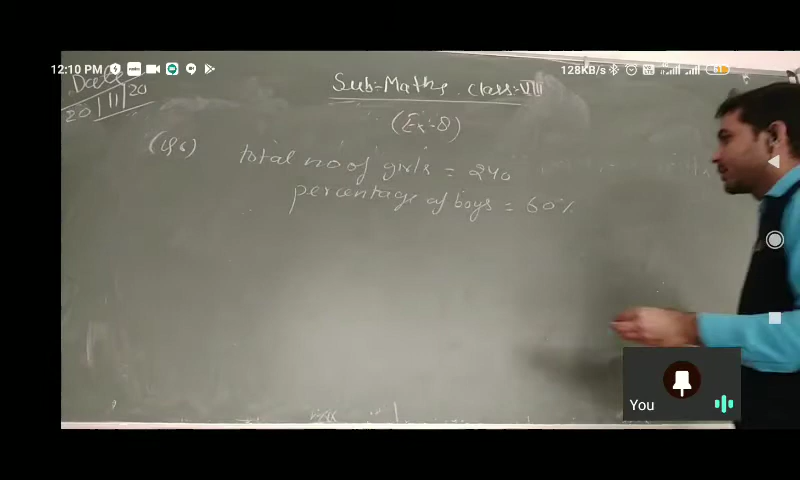 12:10 PM
128KB/s
61
Date
20/11/20
Sub:- Maths. Class:-VIII
(Ex:-8)
total no of girls = 240
percentage of boys = 60%
You